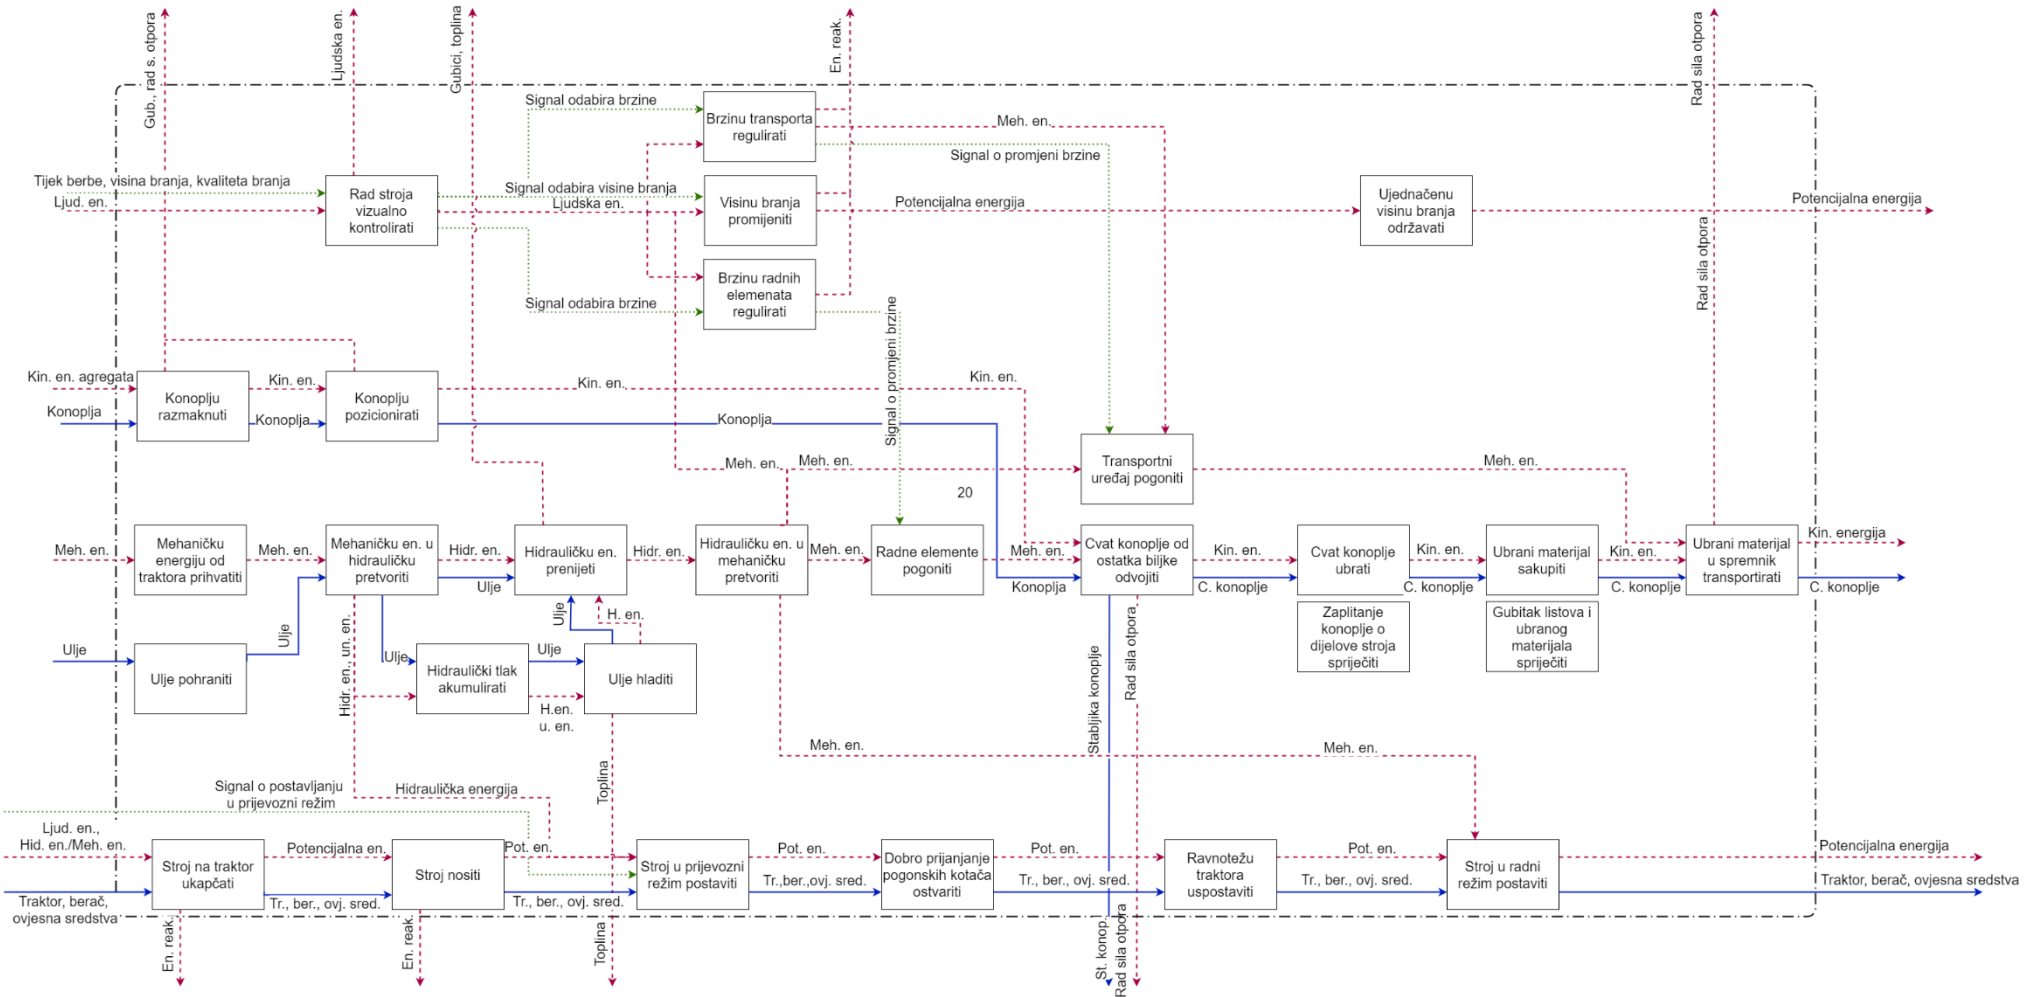 Gub., rad s. otpora
Ljudska en.
Gubici, toplina
En. reak.
Rad sila otpora
Signal odabira brzine
Brzinu transporta
regulirati
Meh. en.
Signal o promjeni brzine
Tijek berbe, visina branja, kvaliteta branja
Ljud. en.
Rad stroja
vizualno
kontrolirati
Signal odabira visine branja
Ljudska en.
Visinu branja
promijeniti
Potencijalna energija
Ujednačenu
visinu branja
održavati
Potencijalna energija
Rad sila otpora
Signal odabira brzine
Brzinu radnih
elemenata
regulirati
Signal o promjeni brzine
Kin. en. agregata
Konoplja
Konoplju
razmaknuti
Kin. en.
Konoplja
Konoplju
pozicionirati
Kin. en.
Konoplja
Kin. en.
Meh. en.
Meh. en.
Transportni
uređaj pogoniti
Meh. en.
20
Meh. en.
Mehaničku
energiju od
traktora prihvatiti
Meh. en.
Mehaničku en. u
hidrauličku
pretvoriti
Hidr. en.
Ulje
Hidrauličku en.
prenijeti
Hidr. en.
Hidrauličku en. u
mehaničku
pretvoriti
Meh. en.
Radne elemente
pogoniti
Meh. en.
Konoplja
Cvat konoplje od
ostatka biljke
odvojiti
Kin. en.
C. konoplje
Cvat konoplje
ubrati
Kin. en.
C. konoplje
Ubrani materijal
sakupiti
Kin. en.
C. konoplje
Ubrani materijal
u spremnik
transportirati
Kin. energija
C. konoplje
Zaplitanje
konoplje o
dijelove stroja
spriječiti
Gubitak listova i
ubranog
materijala
spriječiti
Ulje
Ulje pohraniti
Ulje
Hidr. en., un. en.
Ulje
Hidraulički tlak
akumulirati
Ulje
H.en.
u. en.
Ulje
H. en.
Ulje hladiti
Stabljika konoplje
Rad sila otpora
Meh. en.
Meh. en.
Toplina
Signal o postavljanju
u prijevozni režim
Hidraulička energija
Ljud. en.,
Hid. en./Meh. en.
Traktor, berač,
ovjesna sredstva
Stroj na traktor
ukapčati
Potencijalna en.
Tr., ber., ovj. sred.
Stroj nositi
Pot. en.
Tr., ber., ovj. sred.
Stroj u prijevozni
režim postaviti
Pot. en.
Tr.,ber.,ovj. sred.
Dobro prijanjanje
pogonskih kotača
ostvariti
Pot. en.
Tr., ber., ovj. sred.
Ravnotežu
traktora
uspostaviti
Pot. en.
Tr., ber., ovj. sred.
Stroj u radni
režim postaviti
Potencijalna energija
Traktor, berač, ovjesna sredstva
En. reak.
En. reak.
Toplina
St. konop.
Rad sila otpora